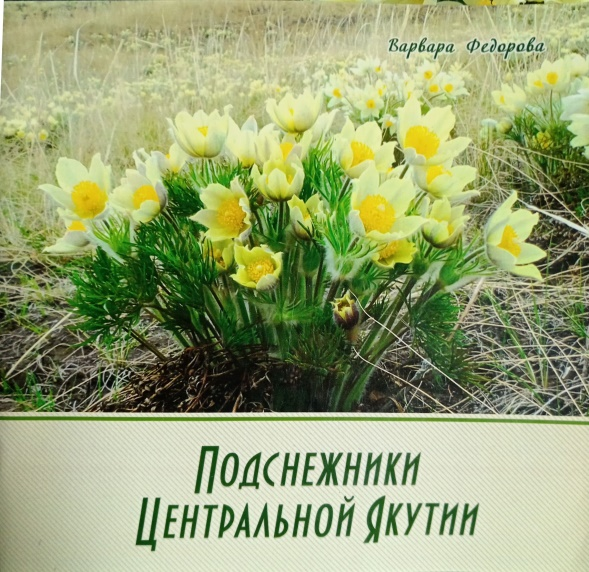 Варвара Федорова
Подснежники
Центральной Якутии